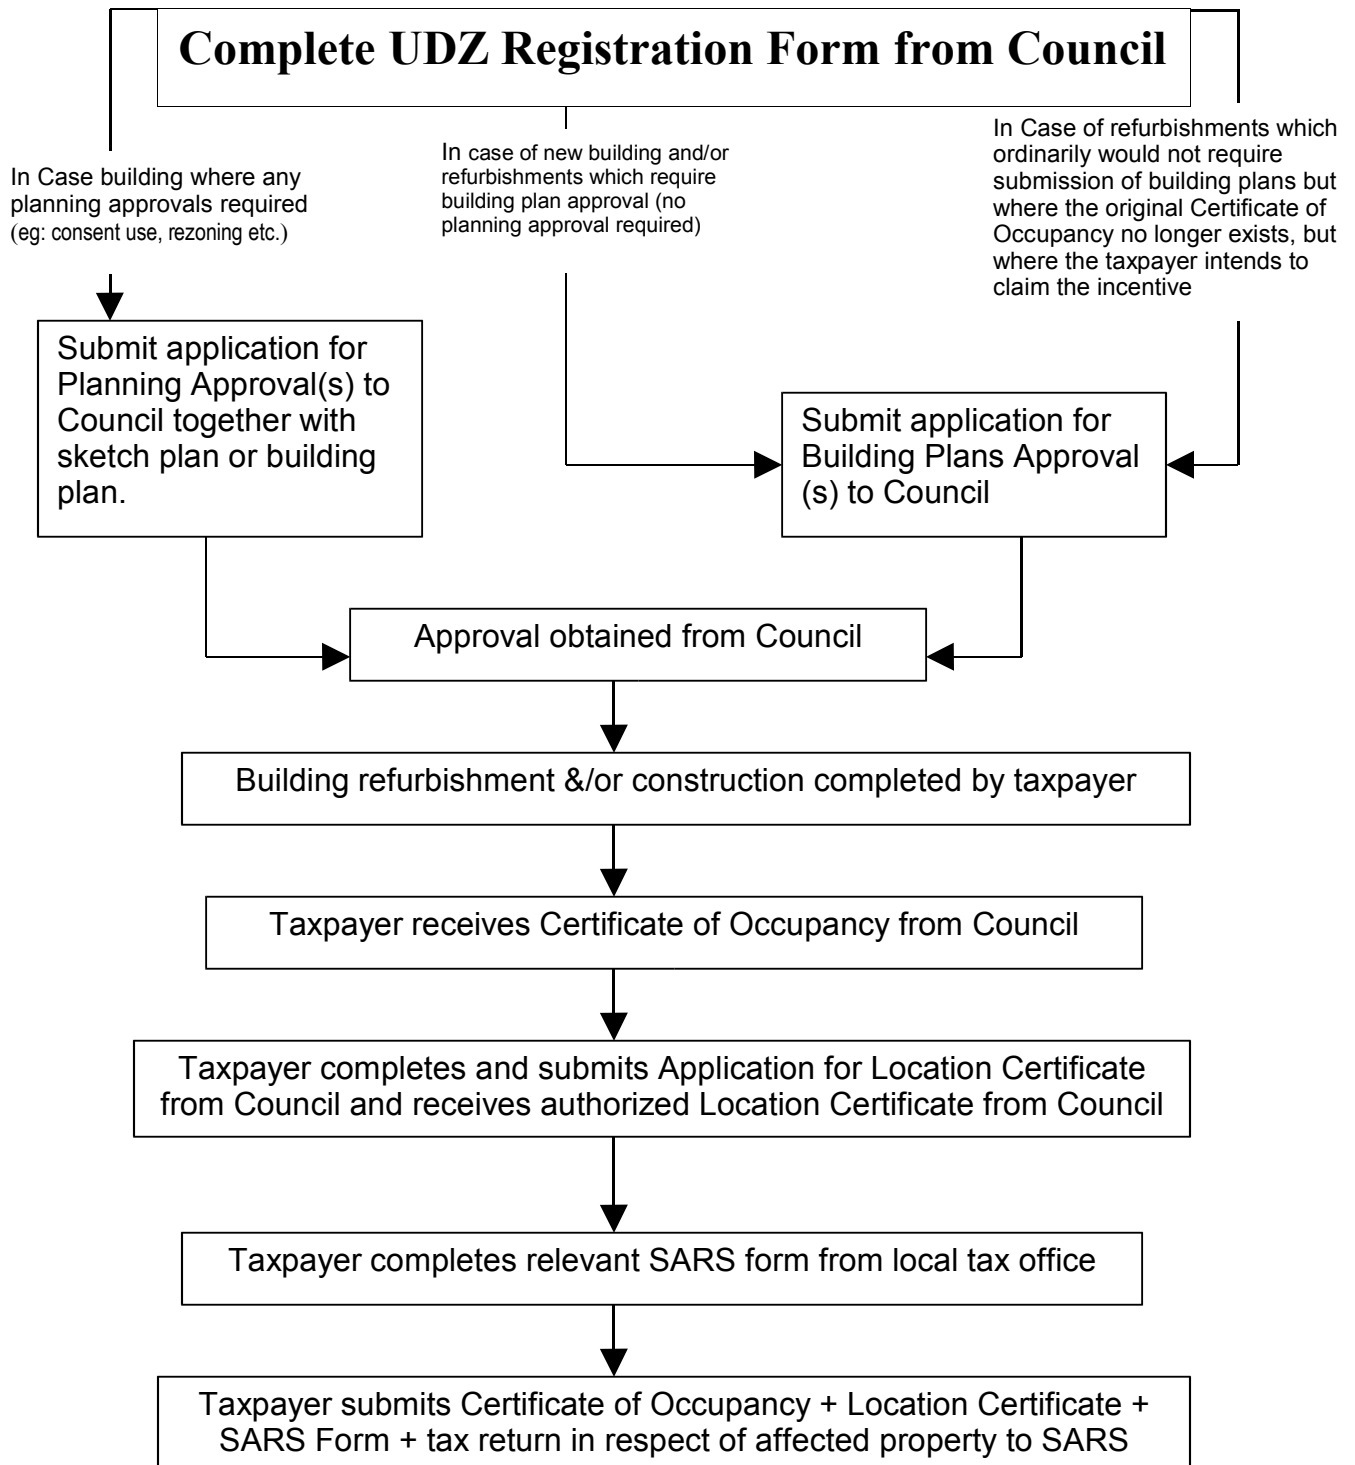 Complete UDZ Registration Form from Council
In Case building where any
planning approvals required
(eg: consent use, rezoning etc.)
In case of new building and/or
refurbishments which require
building plan approval (no
planning approval required)
In Case of refurbishments which
ordinarily would not require
submission of building plans but
where the original Certificate of
Occupancy no longer exists, but
where the taxpayer intends to
claim the incentive
Submit application for
Planning Approval(s) to
Council together with
sketch plan or building
plan.
Submit application for
Building Plans Approval
(s) to Council
Approval obtained from Council
Building refurbishment &/or construction completed by taxpayer
Taxpayer receives Certificate of Occupancy from Council
Taxpayer completes and submits Application for Location Certificate
from Council and receives authorized Location Certificate from Council
Taxpayer completes relevant SARS form from local tax office
Taxpayer submits Certificate of Occupancy + Location Certificate +
SARS Form + tax return in respect of affected property to SARS